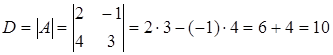 D = |A| = |2 -1
4 3| = 2 · 3 − (−1) · 4 = 6 + 4 = 10